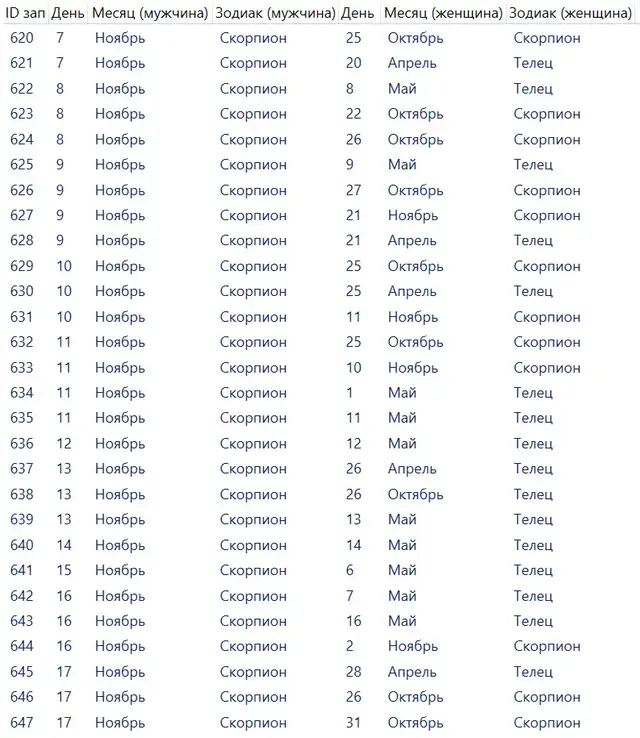 ID зап День Месяц (мужчина) Зодиак (мужчина) День Месяц (женщина) Зодиак (женщина)
620 7 Ноябрь Скорпион 25 Октябрь Скорпион
621 7 Ноябрь Скорпион 20 Апрель Телец
622 8 Ноябрь Скорпион 8 Май Телец
623 8 Ноябрь Скорпион 22 Октябрь Скорпион
624 8 Ноябрь Скорпион 26 Октябрь Скорпион
625 9 Ноябрь Скорпион 9 Май Телец
626 9 Ноябрь Скорпион 27 Октябрь Скорпион
627 9 Ноябрь Скорпион 21 Ноябрь Скорпион
628 9 Ноябрь Скорпион 21 Апрель Телец
629 10 Ноябрь Скорпион 25 Октябрь Скорпион
630 10 Ноябрь Скорпион 25 Апрель Телец
631 10 Ноябрь Скорпион 11 Ноябрь Скорпион
632 11 Ноябрь Скорпион 25 Октябрь Скорпион
633 11 Ноябрь Скорпион 10 Ноябрь Скорпион
634 11 Ноябрь Скорпион 1 Май Телец
635 11 Ноябрь Скорпион 11 Май Телец
636 12 Ноябрь Скорпион 12 Май Телец
637 13 Ноябрь Скорпион 26 Апрель Телец
638 13 Ноябрь Скорпион 26 Октябрь Телец
639 13 Ноябрь Скорпион 13 Май Телец
640 14 Ноябрь Скорпион 14 Май Телец
641 15 Ноябрь Скорпион 6 Май Телец
642 16 Ноябрь Скорпион 7 Май Телец
643 16 Ноябрь Скорпион 16 Май Телец
644 16 Ноябрь Скорпион 2 Ноябрь Скорпион
645 17 Ноябрь Скорпион 28 Апрель Телец
646 17 Ноябрь Скорпион 26 Октябрь Скорпион
647 17 Ноябрь Скорпион 31 Октябрь Скорпион